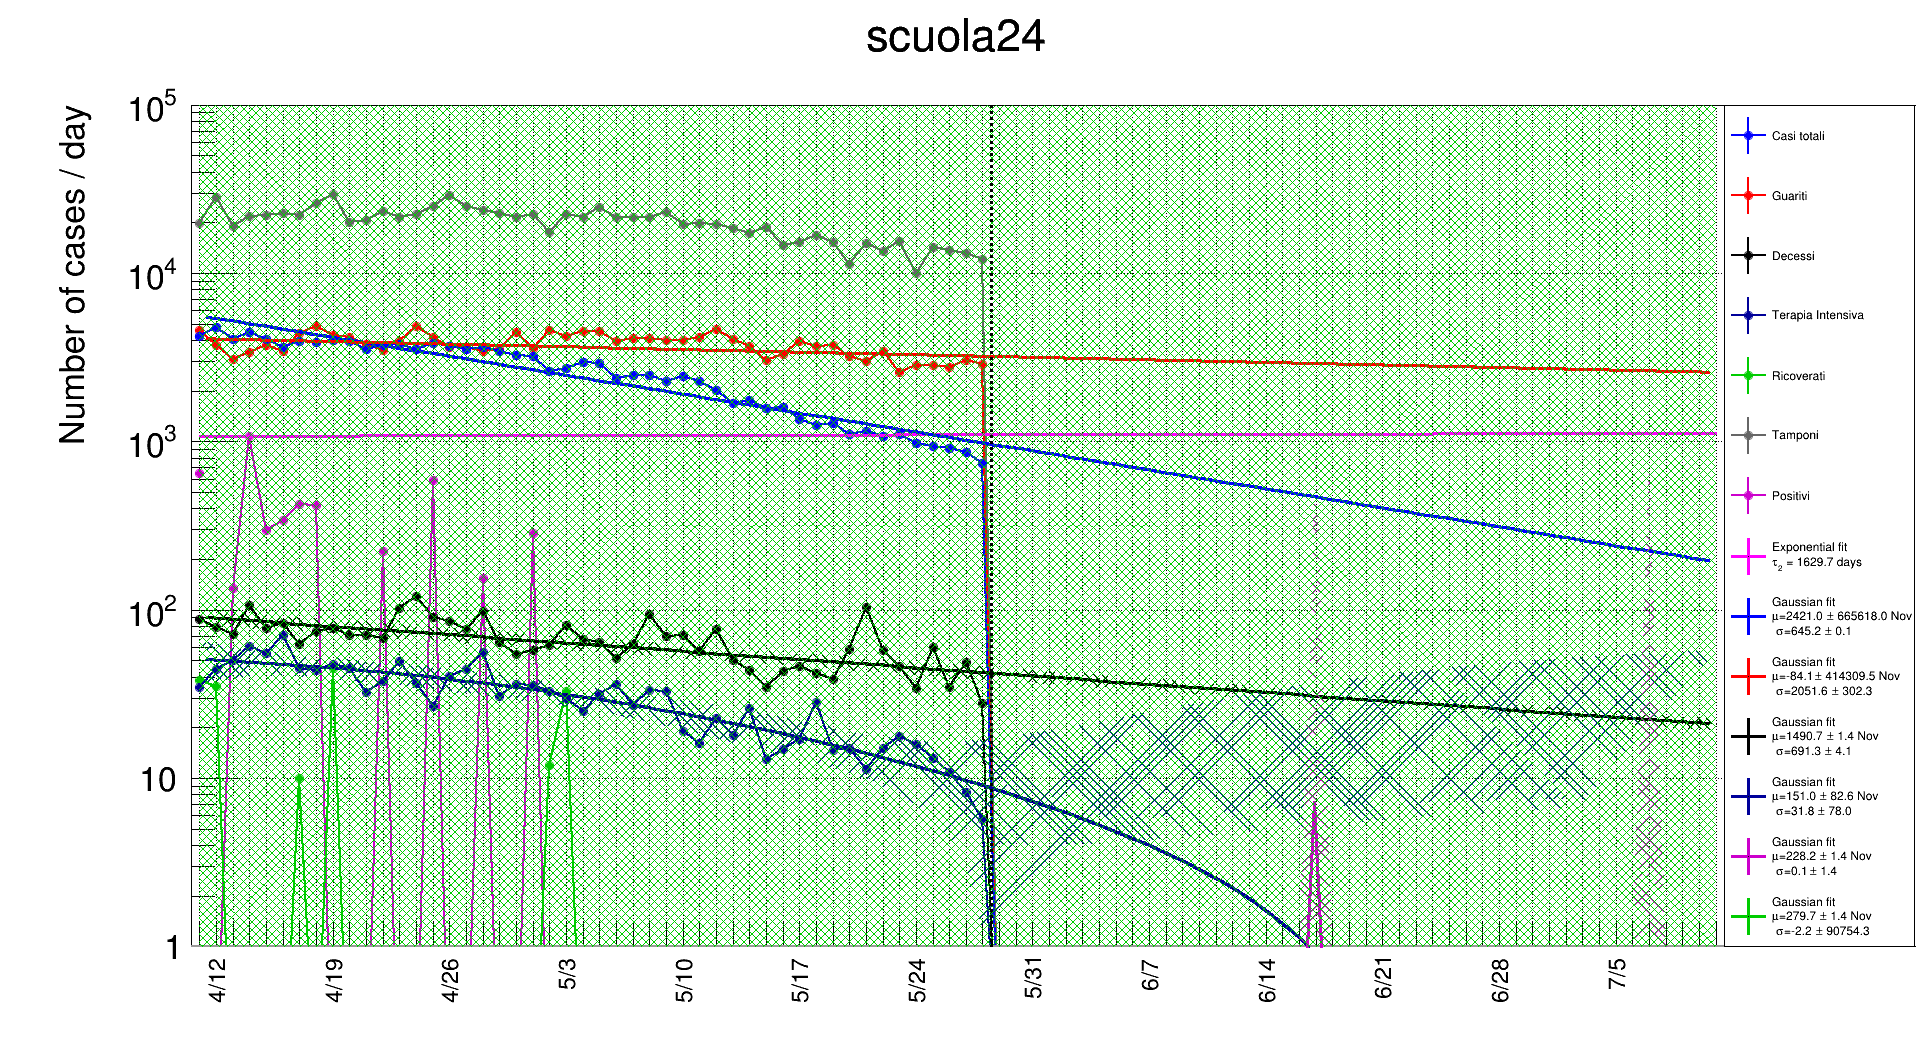 scuola24
Number of cases / day
10^5
10^4
10^3
10^2
10
1
4/12
4/19
4/26
5/3
5/10
5/17
5/24
5/31
6/7
6/14
6/21
6/28
7/5
Casi totali
Guariti
Decessi
Terapia Intensiva
Ricoverati
Tamponi
Positivi
Exponential fit
τ₂ = 1629.7 days
Gaussian fit
μ=2421.0 ± 665618.0 Nov
σ=645.2 ± 0.1
Gaussian fit
μ=-84.1 ± 414309.5 Nov
σ=2051.6 ± 302.3
Gaussian fit
μ=1490.7 ± 1.4 Nov
σ=691.3 ± 4.1
Gaussian fit
μ=151.0 ± 82.6 Nov
σ=31.8 ± 78.0
Gaussian fit
μ=228.2 ± 1.4 Nov
σ=0.1 ± 1.4
Gaussian fit
μ=279.7 ± 1.4 Nov
σ=-2.2 ± 90754.3